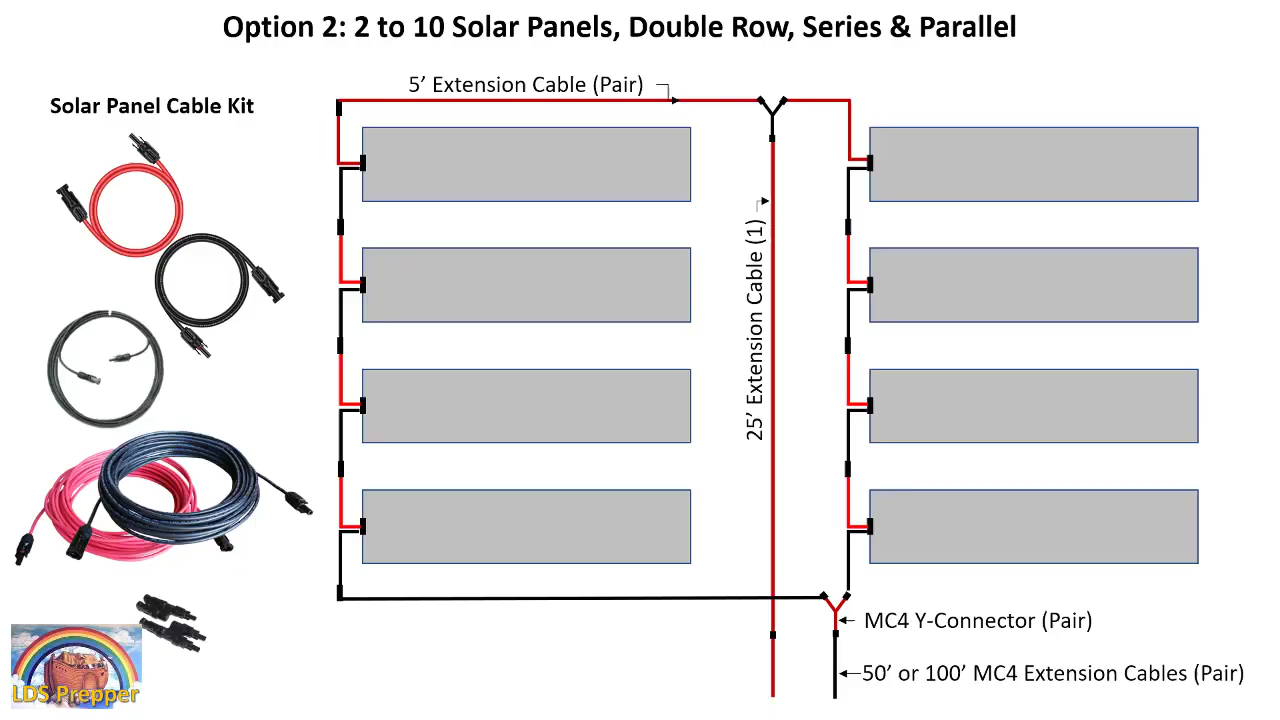 Option 2: 2 to 10 Solar Panels, Double Row, Series & Parallel
Solar Panel Cable Kit
5’ Extension Cable (Pair)
25’ Extension Cable (1)
MC4 Y-Connector (Pair)
50’ or 100’ MC4 Extension Cables (Pair)
LDS Prepper